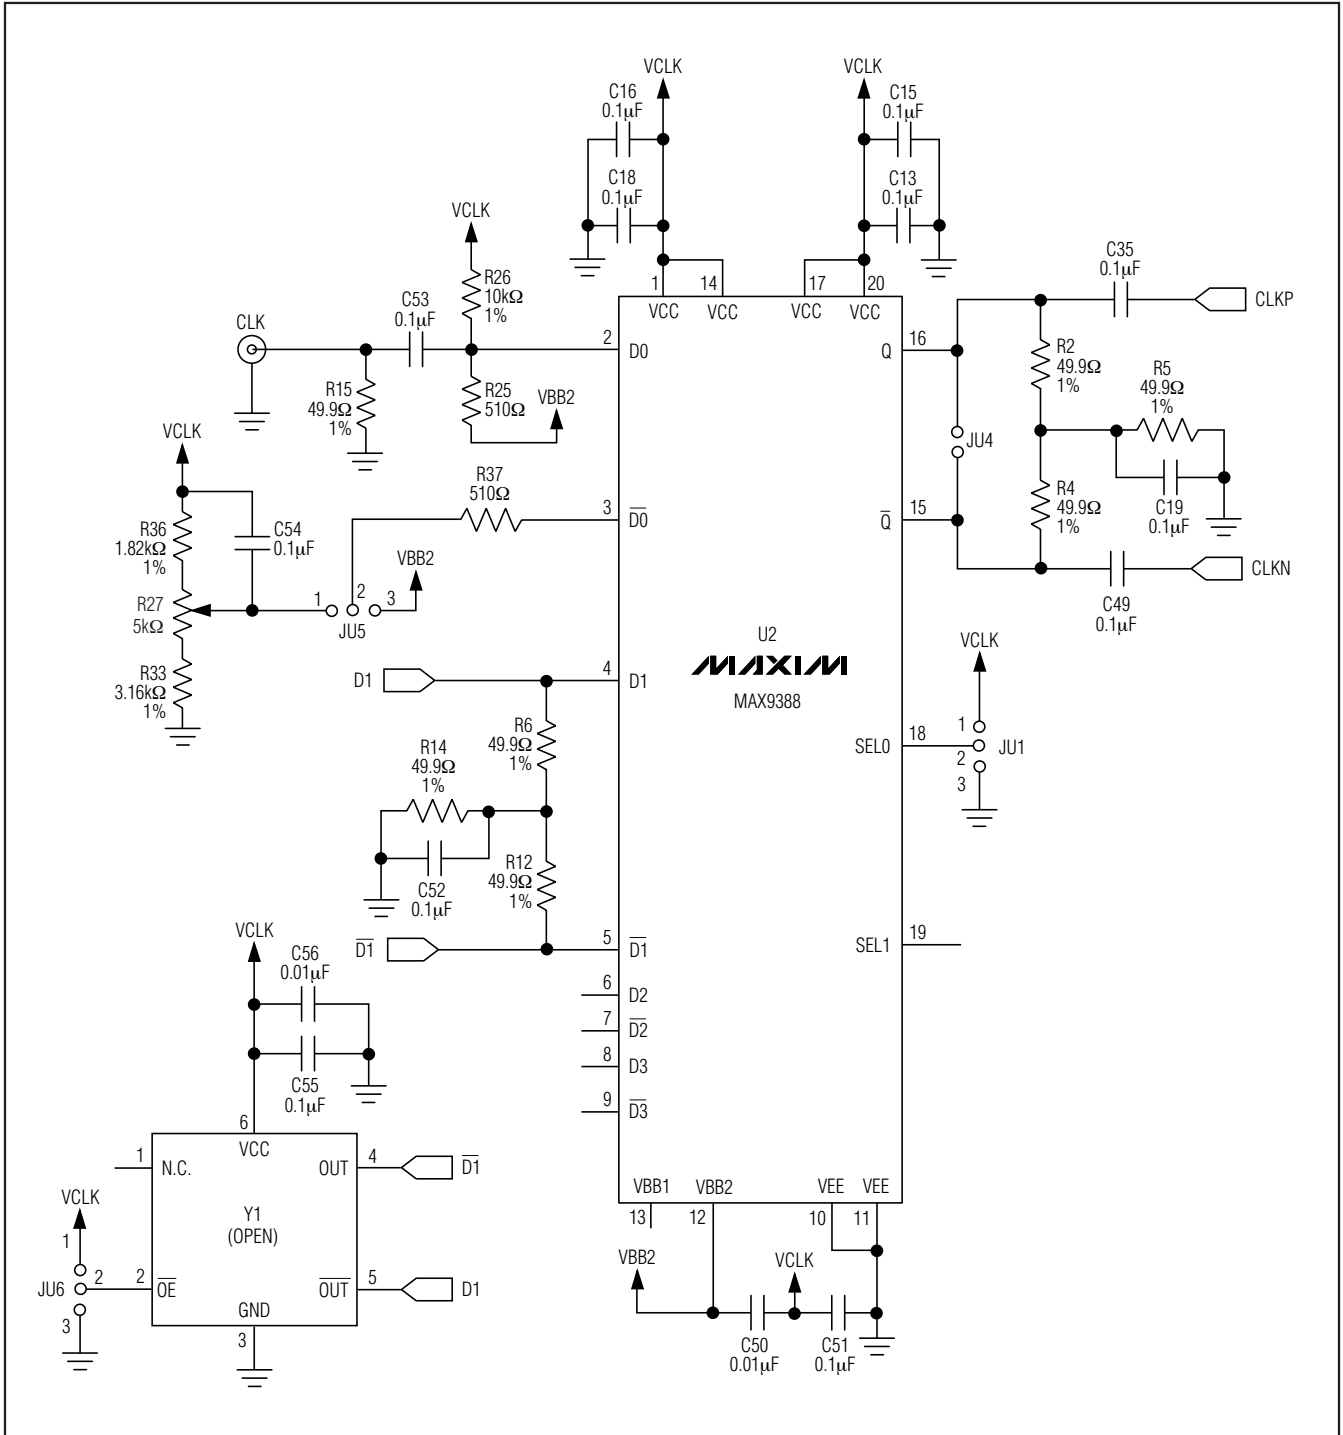 VCLK
VCLK
C16
0.1µF
C15
0.1µF
C18
0.1µF
C13
0.1µF
VCLK
R26
10kΩ
1%
C53
0.1µF
CLK
R15
49.9Ω
1%
R25
510Ω
VBB2
1
14
17
20
VCC
VCC
VCC
VCC
2
D0
16
Q
C35
0.1µF
CLKP
R2
49.9Ω
1%
R5
49.9Ω
1%
JU4
R4
49.9Ω
1%
C19
0.1µF
15
Q̅
C49
0.1µF
CLKN
VCLK
R36
1.82kΩ
1%
C54
0.1µF
R27
5kΩ
R33
3.16kΩ
1%
R37
510Ω
3
D̅0̅
VBB2
1
2
3
JU5
U2
MAXIM
MAX9388
D1
4
D1
R6
49.9Ω
1%
R14
49.9Ω
1%
C52
0.1µF
R12
49.9Ω
1%
D̅1̅
5
D̅1̅
VCLK
18
SEL0
1
2
3
JU1
19
SEL1
6
D2
7
D̅2̅
8
D3
9
D̅3̅
VCLK
C56
0.01µF
C55
0.1µF
6
VCC
1
N.C.
OUT
4
D̅1̅
Y1
(OPEN)
VCLK
1
JU6
2
3
2
O̅E̅
O̅U̅T̅
5
D1
GND
3
VBB1
VBB2
VEE
VEE
13
12
10
11
VBB2
VCLK
C50
0.01µF
C51
0.1µF